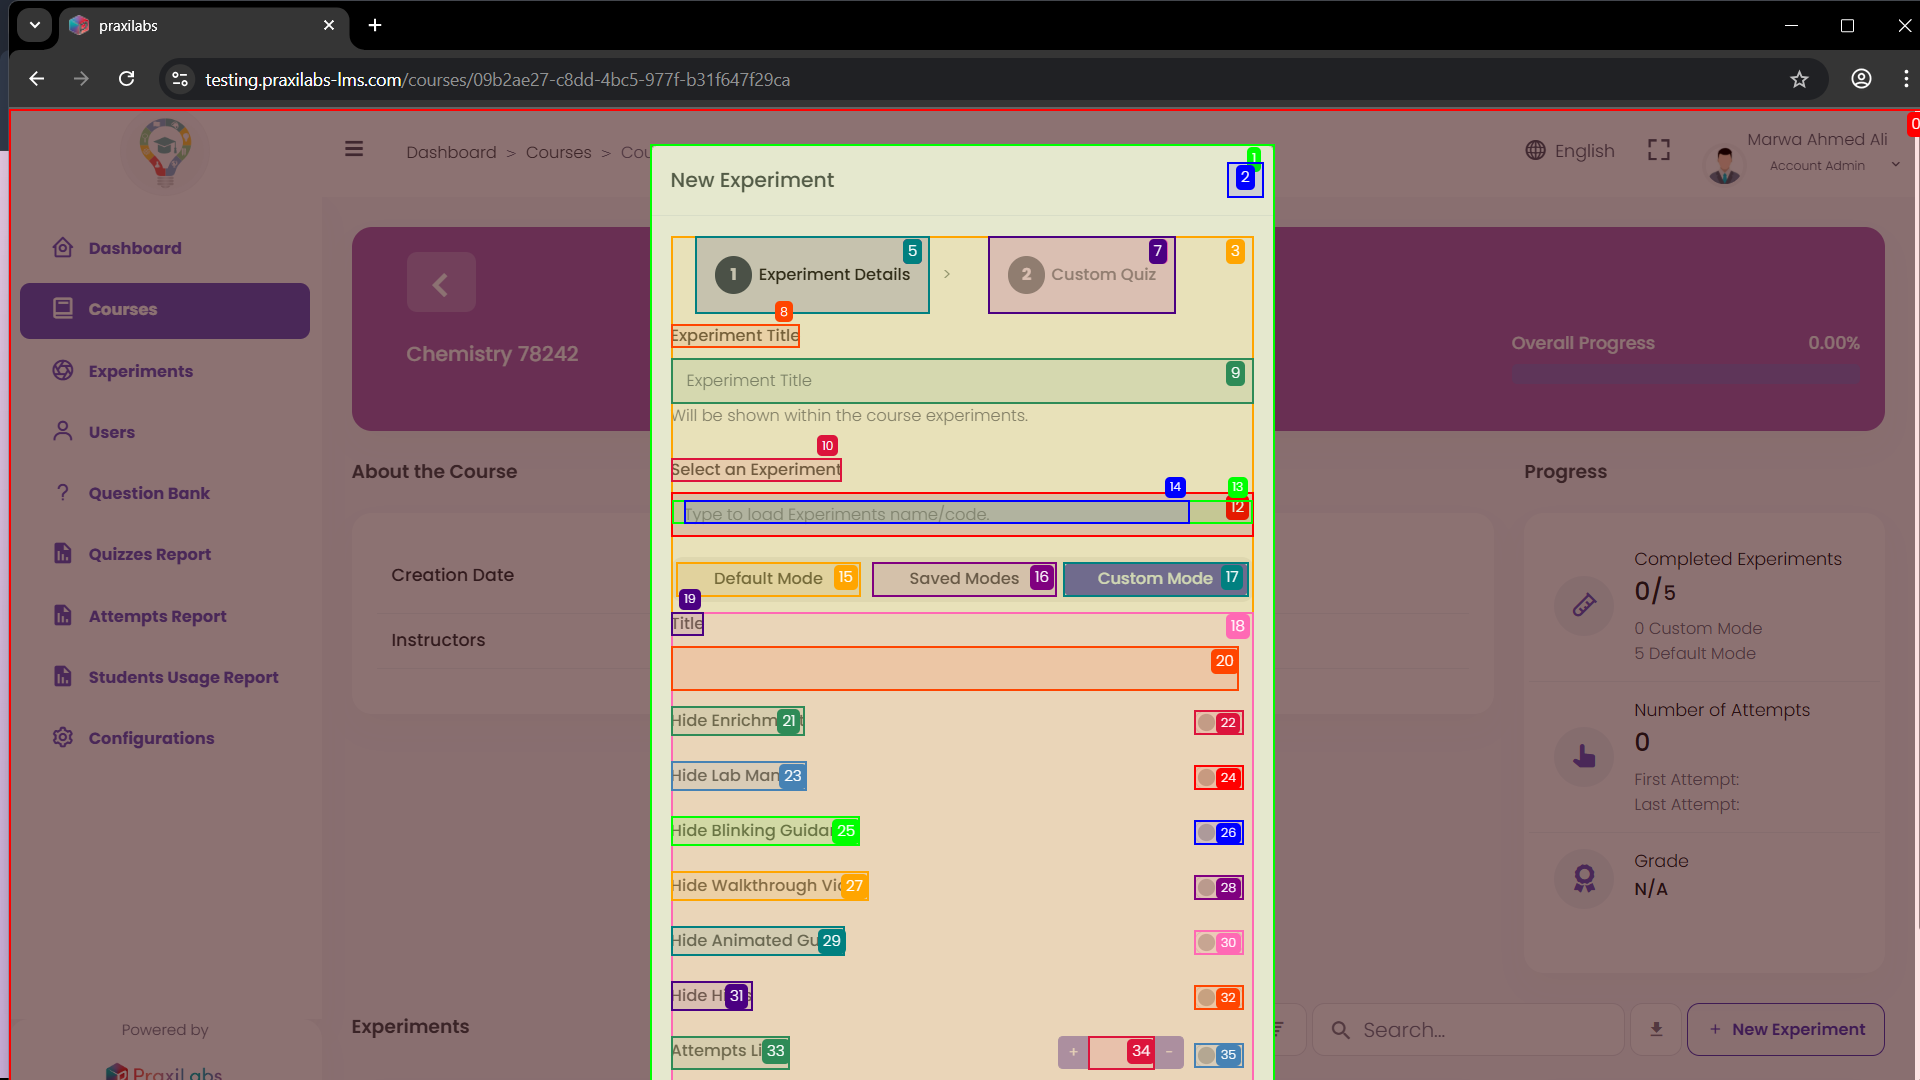 praxilabs
testing.praxilabs-lms.com/courses/09b2ae27-c8dd-4bc5-977f-b31f647f29ca
0
Dashboard > Courses >
English
Marwa Ahmed Ali
Account Admin
Dashboard
Courses
Experiments
Users
Question Bank
Quizzes Report
Attempts Report
Students Usage Report
Configurations
Powered by
PraxiLabs
Chemistry 78242
Overall Progress 0.00%
About the Course
Creation Date
Instructors
Experiments
1
New Experiment 2
3
1 Experiment Details 5 > 2 Custom Quiz 7
8
Experiment Title
Experiment Title 9
Will be shown within the course experiments.
10
Select an Experiment
14 13
Type to load Experiments name/code. 12
Default Mode 15 Saved Modes 16 Custom Mode 17
19
Title 18
20
Hide 21 22
Hide Lab 23 24
Hide Blinking 25 26
Hide Walkthrough 27 28
Hide Animated 29 30
Hide 31 32
Attempts 33 + 34 - 35
Progress
Completed Experiments
0/5
0 Custom Mode
5 Default Mode
Number of Attempts
0
First Attempt:
Last Attempt:
Grade
N/A
Search...
+ New Experiment